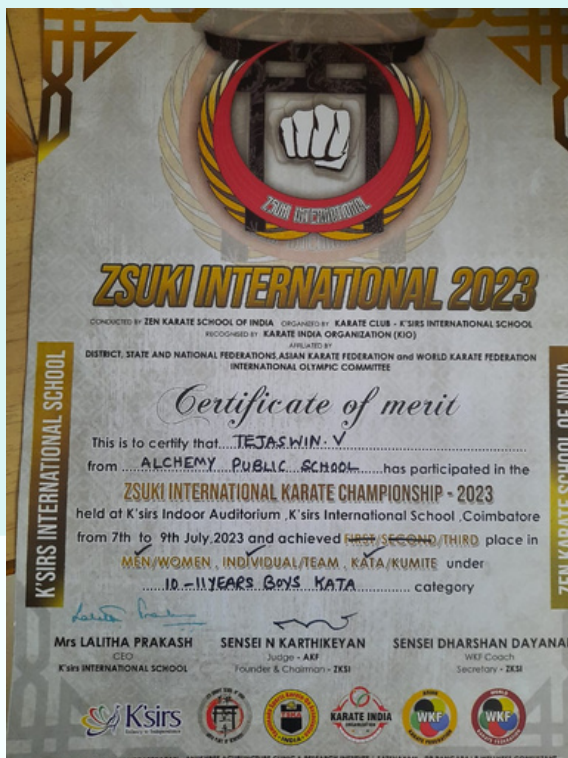 ZSUKI INTERNATIONAL
ZSUKI INTERNATIONAL 2023
CONDUCTED BY ZEN KARATE SCHOOL OF INDIA ORGANIZED BY KARATE CLUB - K'SIRS INTERNATIONAL SCHOOL
RECOGNISED BY KARATE INDIA ORGANIZATION (KIO)
AFFILIATED BY
DISTRICT, STATE AND NATIONAL FEDERATIONS,ASIAN KARATE FEDERATION and WORLD KARATE FEDERATION
INTERNATIONAL OLYMPIC COMMITTEE
K'SIRS INTERNATIONAL SCHOOL
ZEN KARATE SCHOOL OF INDIA
Certificate of merit
This is to certify that TEJASWIN.V
from ALCHEMY PUBLIC SCHOOL has participated in the
ZSUKI INTERNATIONAL KARATE CHAMPIONSHIP - 2023
held at K'sirs Indoor Auditorium ,K'sirs International School ,Coimbatore
from 7th to 9th July,2023 and achieved FIRST/SECOND/THIRD place in
MEN/WOMEN , INDIVIDUAL/TEAM , KATA/KUMITE under
10-11 YEARS BOYS KATA category
Mrs LALITHA PRAKASH SENSEI N KARTHIKEYAN SENSEI DHARSHAN DAYANA
CEO Judge - AKF WKF Coach
K'sirs INTERNATIONAL SCHOOL Founder & Chairman - ZKSI Secretary - ZKSI
K'sirs
KARATE INDIA
ORGANIZATION
WKF
WKF